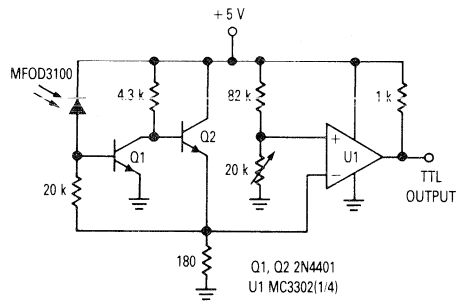 + 5 V
MFOD3100
4.3 k
82 k
1 k
Q2
Q1
+
U1
20 k
20 k
−
TTL
OUTPUT
180
Q1, Q2 2N4401
U1 MC3302(1/4)